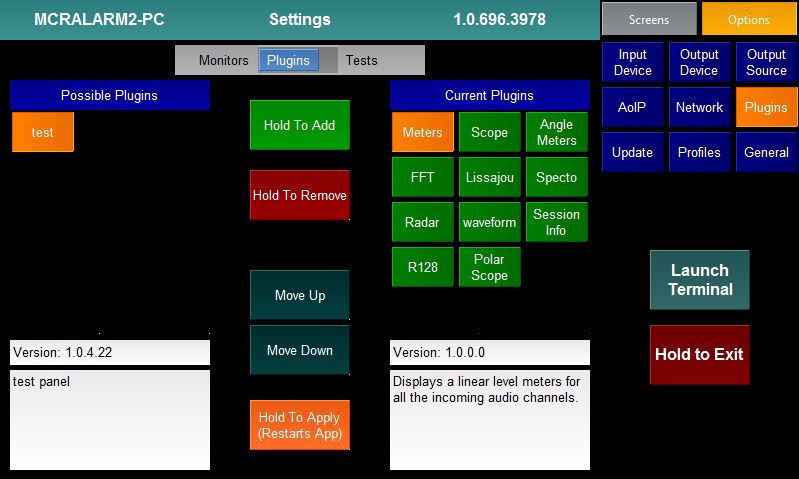 MCRALARM2-PC Settings 1.0.696.3978
Screens Options
Monitors Plugins Tests
Input Device
Output Device
Output Source
AoIP Network Plugins
Update Profiles General
Possible Plugins
test
Hold To Add
Hold To Remove
Move Up
Move Down
Hold To Apply
(Restarts App)
Version: 1.0.4.22
test panel
Current Plugins
Meters Scope Angle Meters
FFT Lissajou Specto
Radar waveform Session Info
R128 Polar Scope
Version: 1.0.0.0
Displays a linear level meters for
all the incoming audio channels.
Launch
Terminal
Hold to Exit